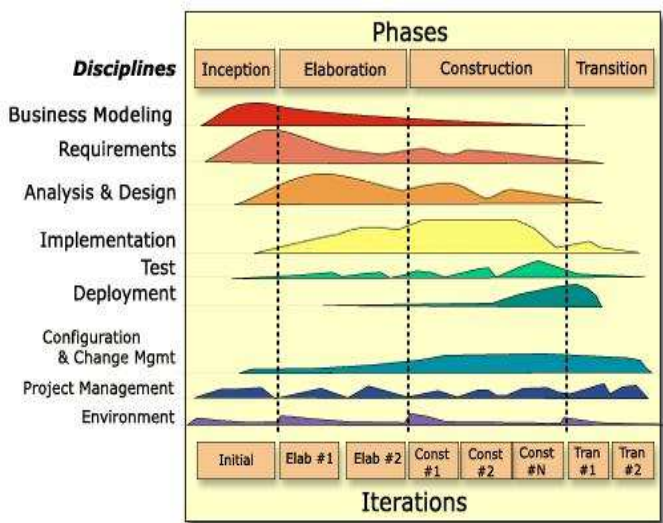 Phases
Disciplines
Inception
Elaboration
Construction
Transition
Business Modeling
Requirements
Analysis & Design
Implementation
Test
Deployment
Configuration
& Change Mgmt
Project Management
Environment
Initial
Elab #1
Elab #2
Const
#1
Const
#2
Const
#N
Tran
#1
Tran
#2
Iterations